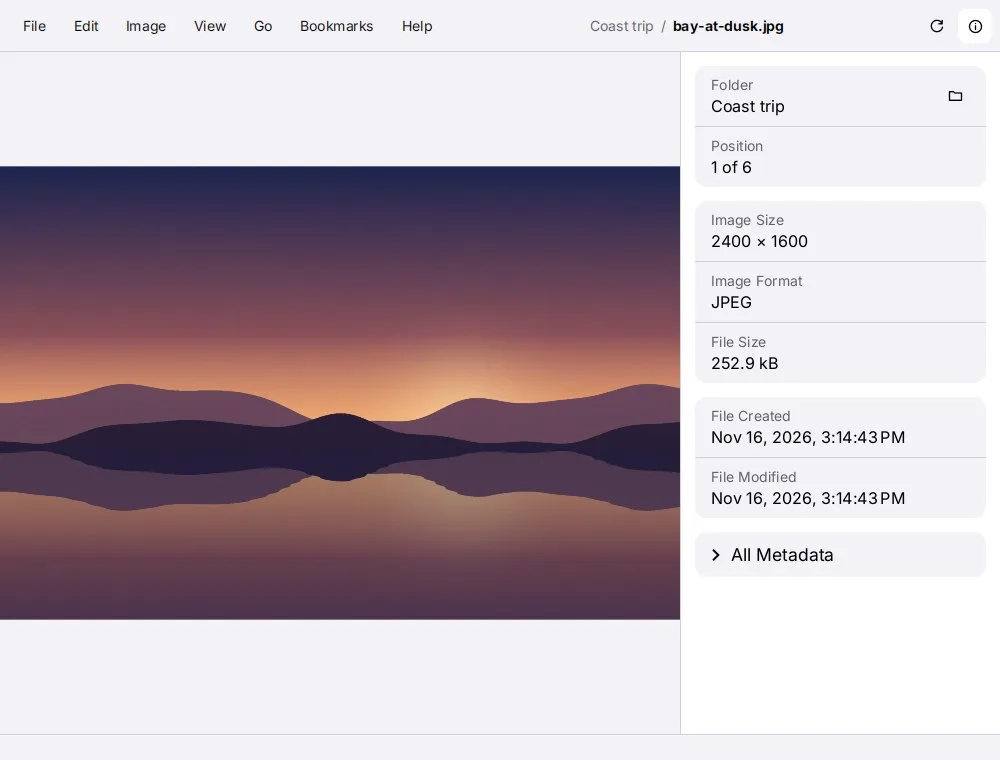 File Edit Image View Go Bookmarks Help Coast trip / bay-at-dusk.jpg
Folder
Coast trip
Position
1 of 6
Image Size
2400 × 1600
Image Format
JPEG
File Size
252.9 kB
File Created
Nov 16, 2026, 3:14:43 PM
File Modified
Nov 16, 2026, 3:14:43 PM
All Metadata